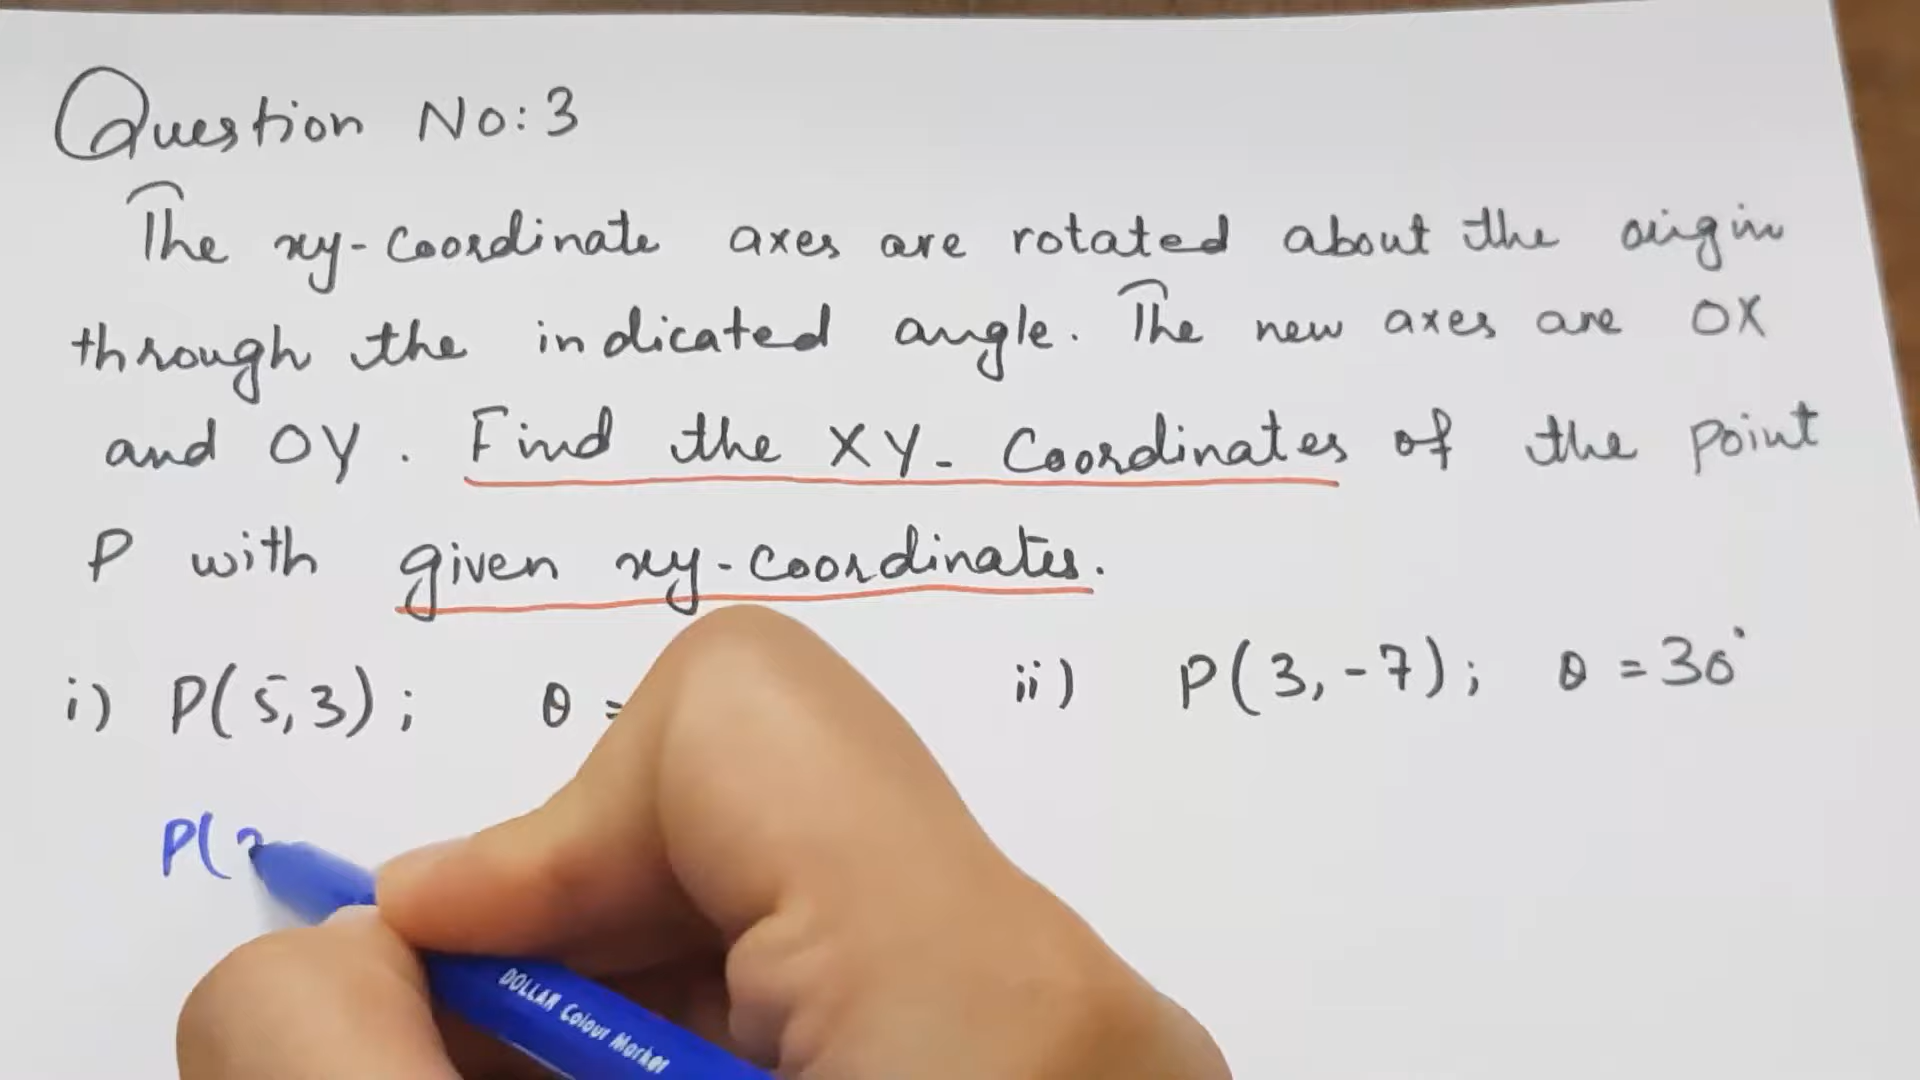 Question No: 3
The xy-coordinate axes are rotated about the origin
through the indicated angle. The new axes are OX
and OY. Find the XY-Coordinates of the point
P with given xy-coordinates.
i) P(5,3); θ =
ii) P(3,-7); θ = 30°
P(
DOLLAR Colour Marker